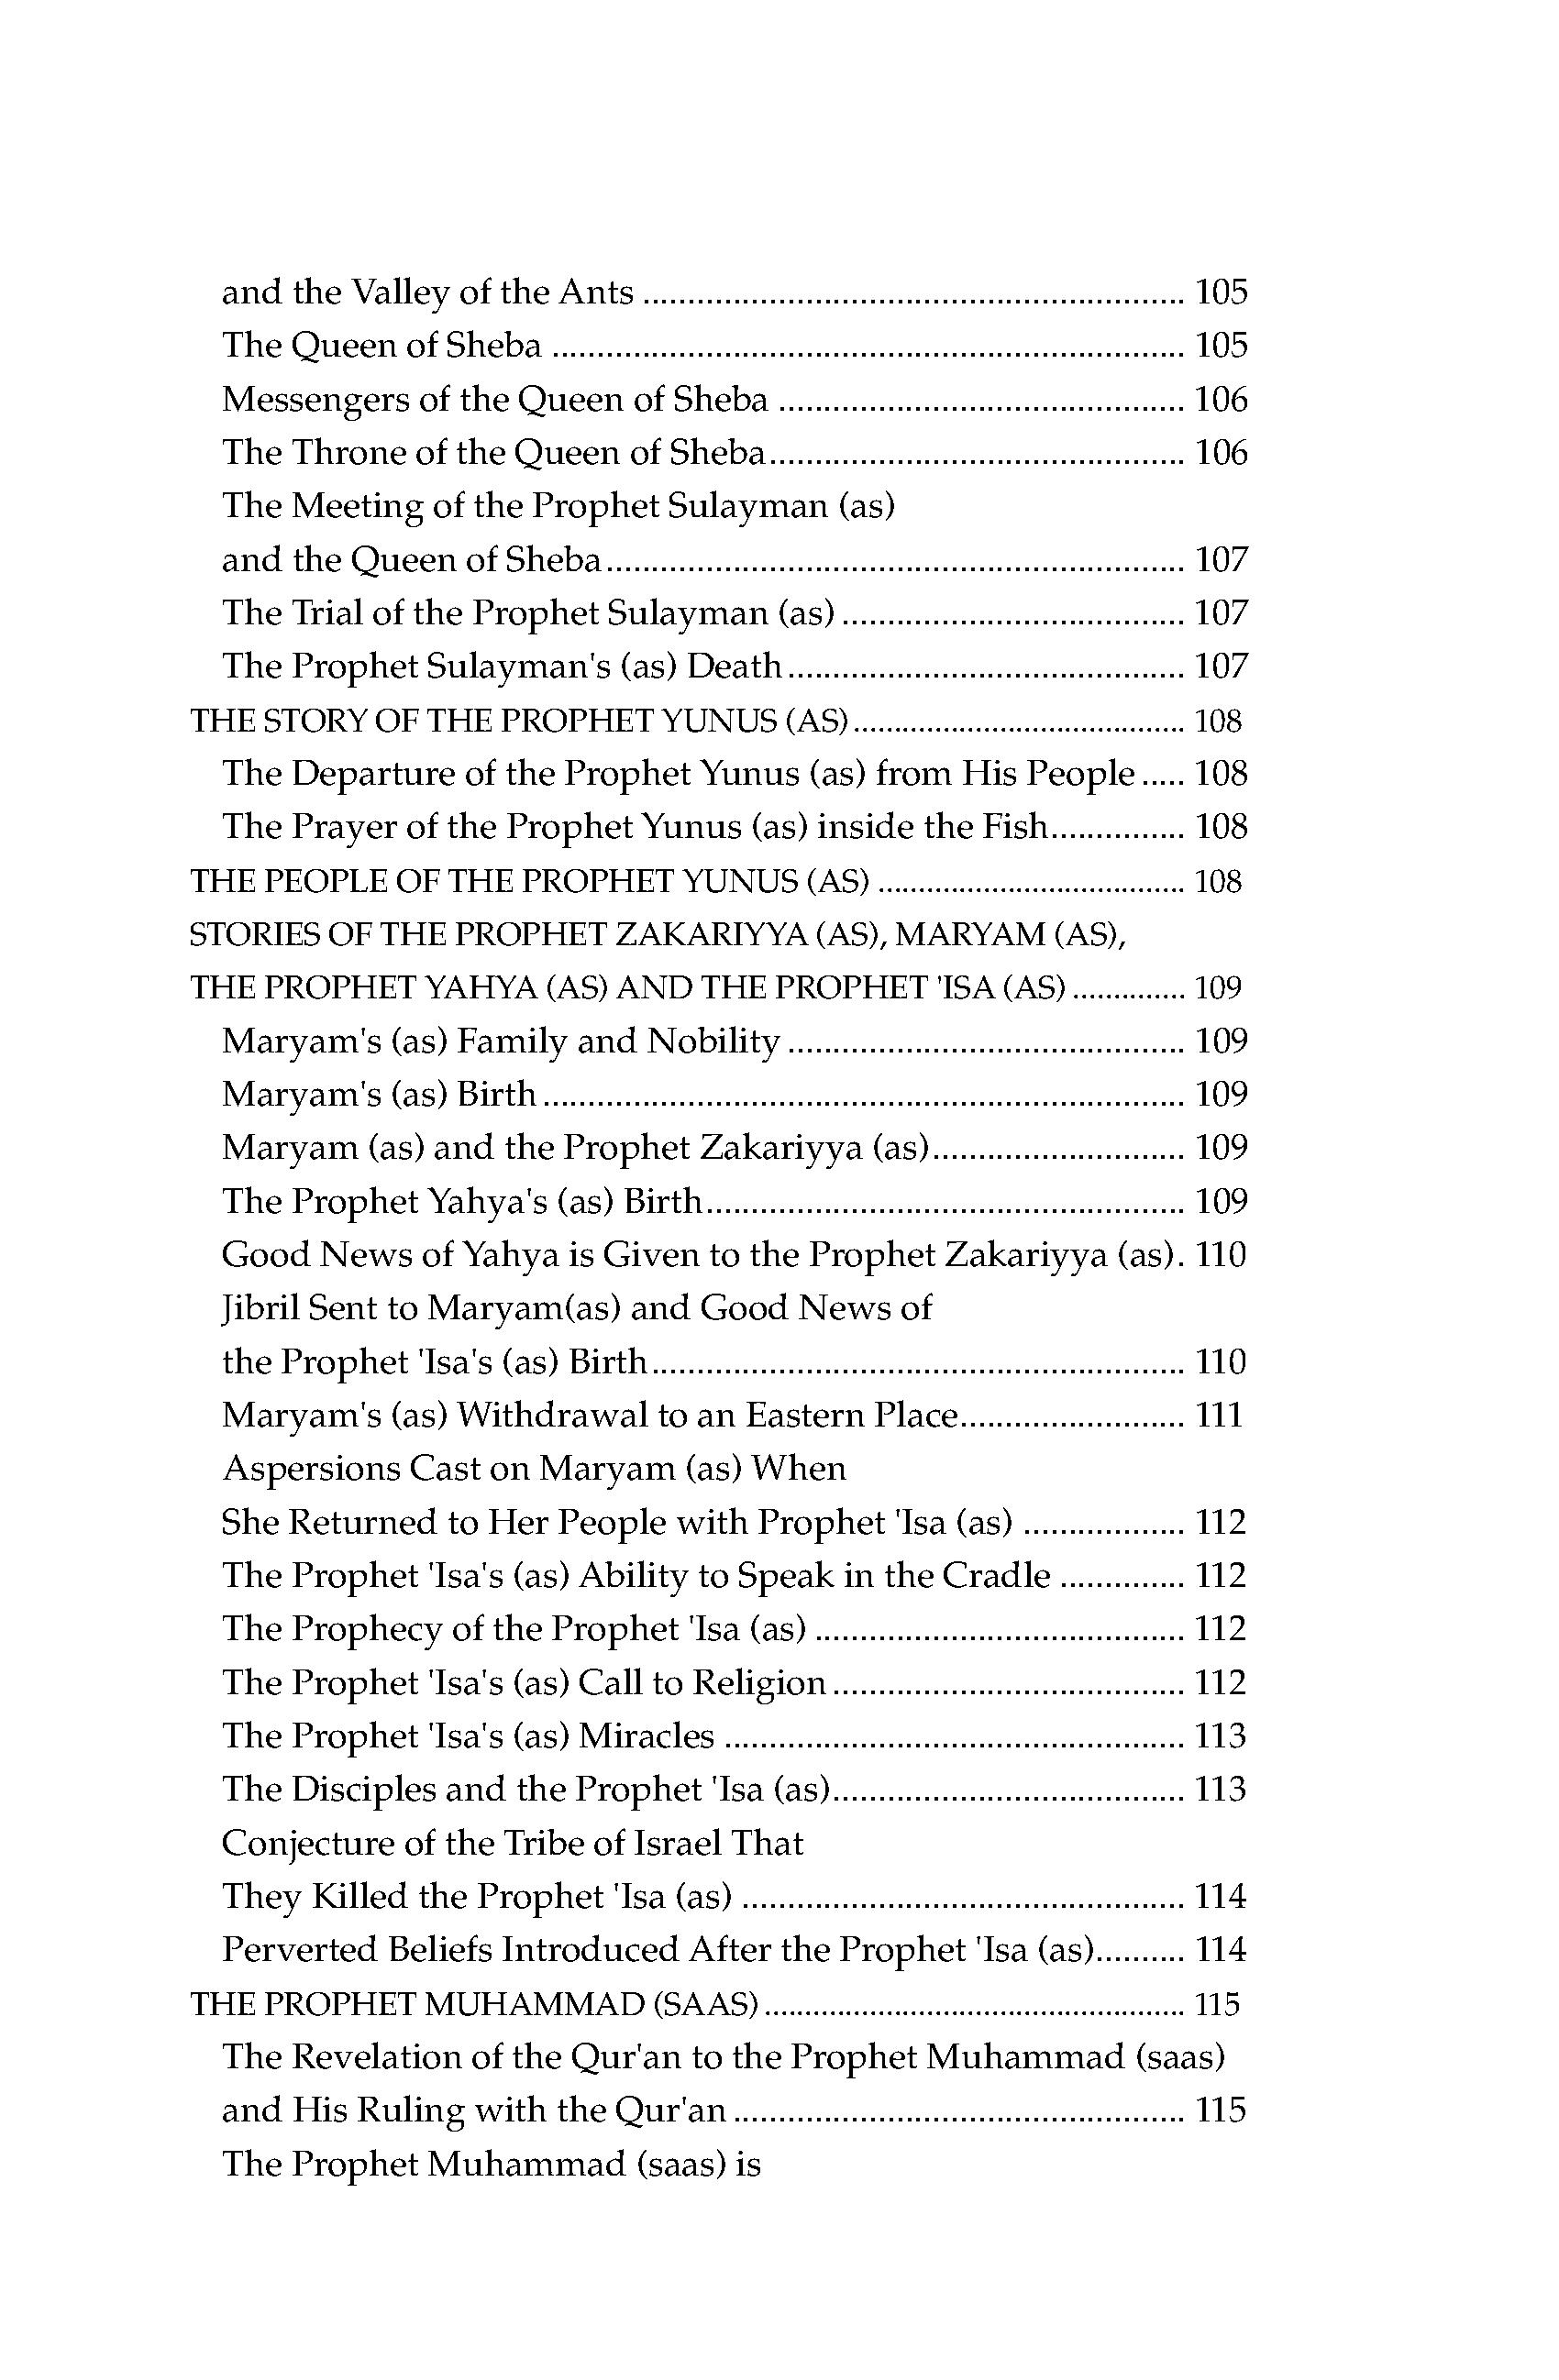 and the Valley of the Ants ............................................................ 105
The Queen of Sheba ...................................................................... 105
Messengers of the Queen of Sheba ............................................. 106
The Throne of the Queen of Sheba.............................................. 106
The Meeting of the Prophet Sulayman (as)
and the Queen of Sheba................................................................ 107
The Trial of the Prophet Sulayman (as) ...................................... 107
The Prophet Sulayman's (as) Death............................................ 107
THE STORY OF THE PROPHET YUNUS (AS)......................................... 108
The Departure of the Prophet Yunus (as) from His People ..... 108
The Prayer of the Prophet Yunus (as) inside the Fish............... 108
THE PEOPLE OF THE PROPHET YUNUS (AS) ...................................... 108
STORIES OF THE PROPHET ZAKARIYYA (AS), MARYAM (AS),
THE PROPHET YAHYA (AS) AND THE PROPHET 'ISA (AS) .............. 109
Maryam's (as) Family and Nobility ............................................ 109
Maryam's (as) Birth ....................................................................... 109
Maryam (as) and the Prophet Zakariyya (as)............................ 109
The Prophet Yahya's (as) Birth..................................................... 109
Good News of Yahya is Given to the Prophet Zakariyya (as). 110
Jibril Sent to Maryam(as) and Good News of
the Prophet 'Isa's (as) Birth........................................................... 110
Maryam's (as) Withdrawal to an Eastern Place......................... 111
Aspersions Cast on Maryam (as) When
She Returned to Her People with Prophet 'Isa (as) .................. 112
The Prophet 'Isa's (as) Ability to Speak in the Cradle .............. 112
The Prophecy of the Prophet 'Isa (as) ......................................... 112
The Prophet 'Isa's (as) Call to Religion ....................................... 112
The Prophet 'Isa's (as) Miracles ................................................... 113
The Disciples and the Prophet 'Isa (as)....................................... 113
Conjecture of the Tribe of Israel That
They Killed the Prophet 'Isa (as) ................................................. 114
Perverted Beliefs Introduced After the Prophet 'Isa (as).......... 114
THE PROPHET MUHAMMAD (SAAS).................................................... 115
The Revelation of the Qur'an to the Prophet Muhammad (saas)
and His Ruling with the Qur'an .................................................. 115
The Prophet Muhammad (saas) is